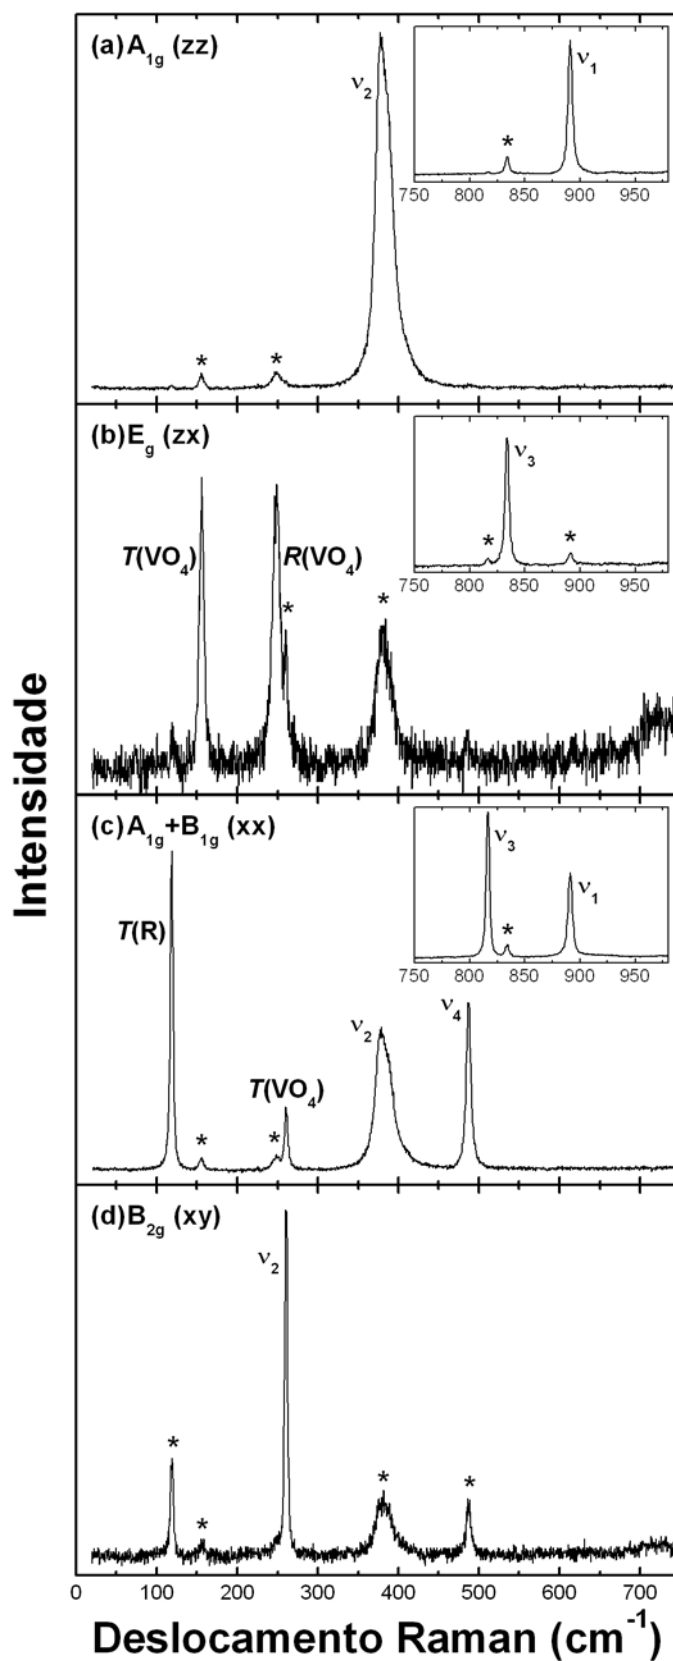 Intensidade
(a) A1g (zz)
ν2
* *
* ν1
750 800 850 900 950
(b) Eg (zx)
T(VO4) R(VO4)
* *
ν3
* *
750 800 850 900 950
(c) A1g+B1g (xx)
T(R)
* * T(VO4) ν2 ν4
ν3 * ν1
750 800 850 900 950
(d) B2g (xy)
ν2
* * * *
0 100 200 300 400 500 600 700
Deslocamento Raman (cm-1)